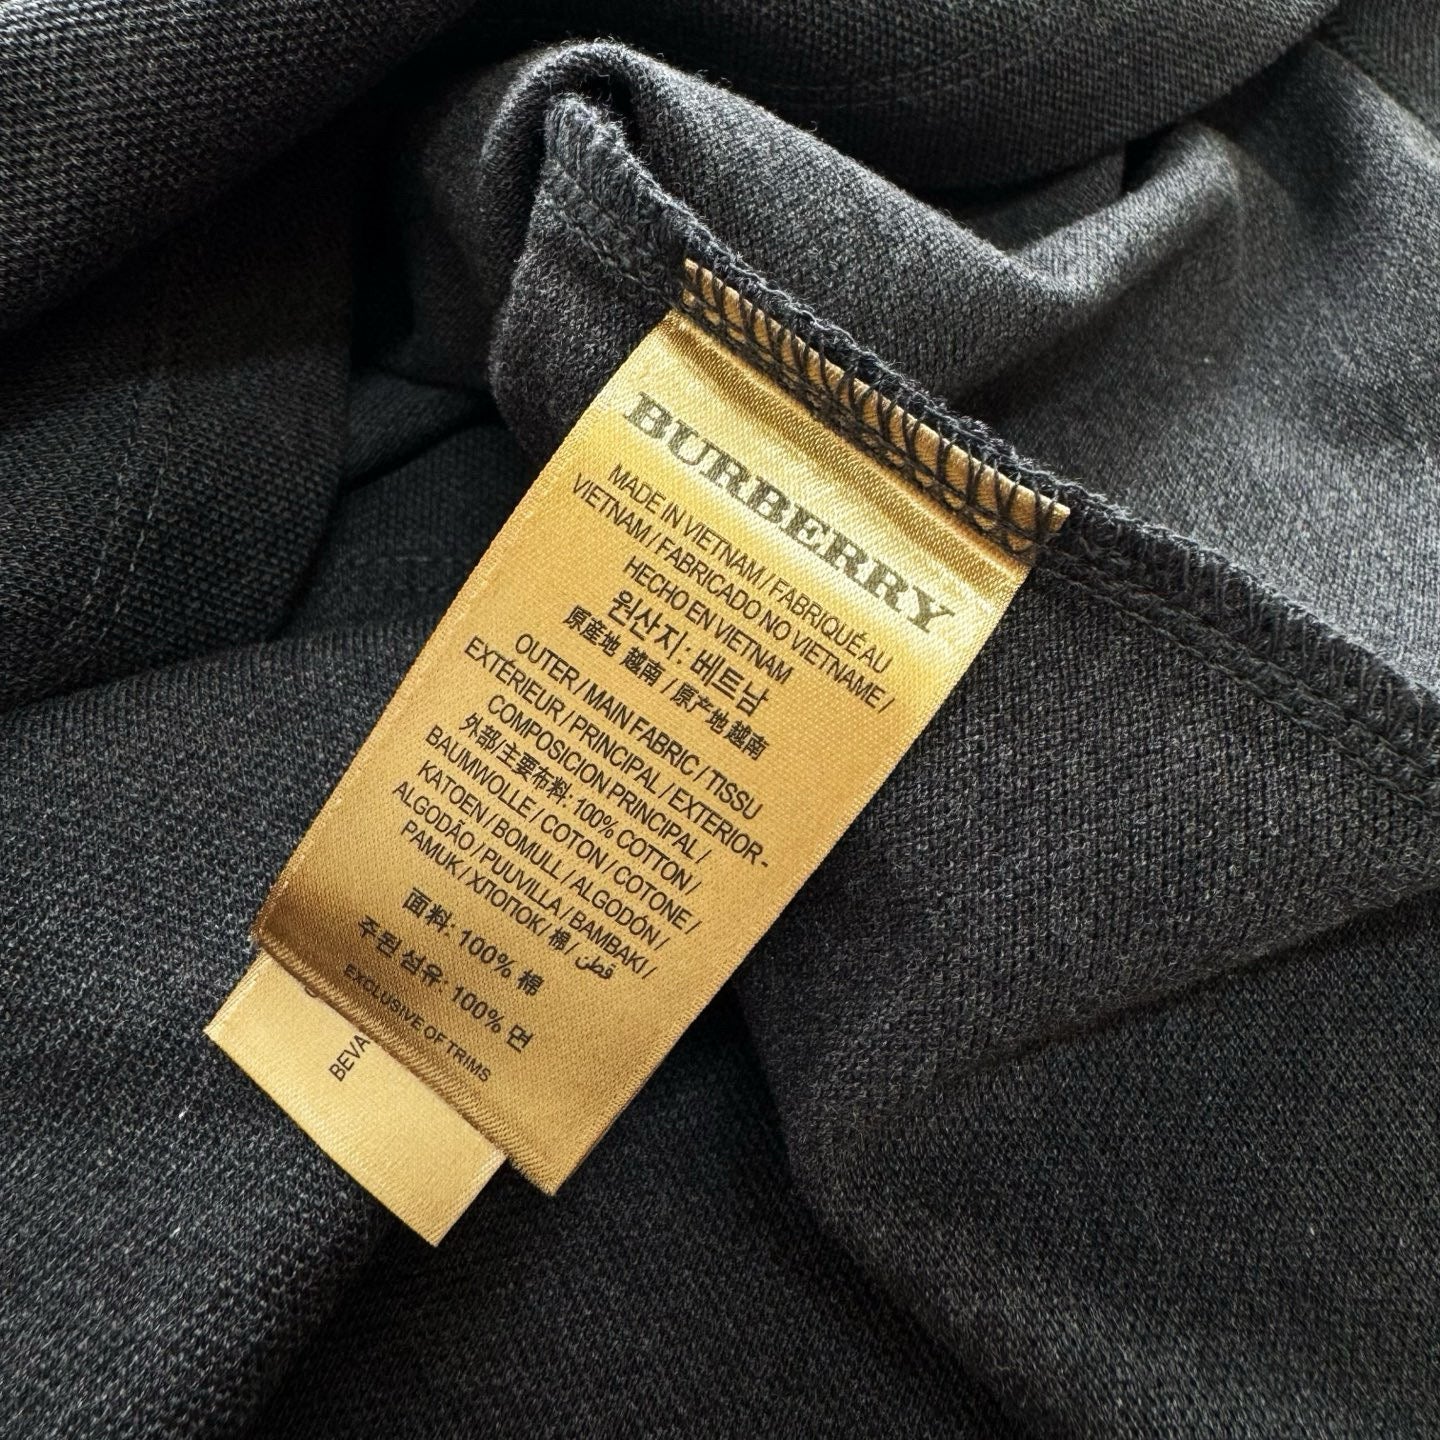 BURBERRY
MADE IN VIETNAM / FABRIQUÉ AU
VIETNAM / FABRICADO NO VIETNAME /
HECHO EN VIETNAM
원산지: 베트남
原產地 越南 / 原产地 越南
OUTER / MAIN FABRIC / TISSU
EXTÉRIEUR / PRINCIPAL / EXTERIOR-
COMPOSICION PRINCIPAL /
外部/主要布料: 100% COTTON /
BAUMWOLLE / COTON / COTONE /
KATOEN / BOMULL / ALGODÓN /
ALGODÃO / PUUVILLA / BAMBAKI /
PAMUK / ХЛОПОК / 棉 / قطن
面料: 100% 棉
주된 섬유: 100% 면
EXCLUSIVE OF TRIMS
BEVA